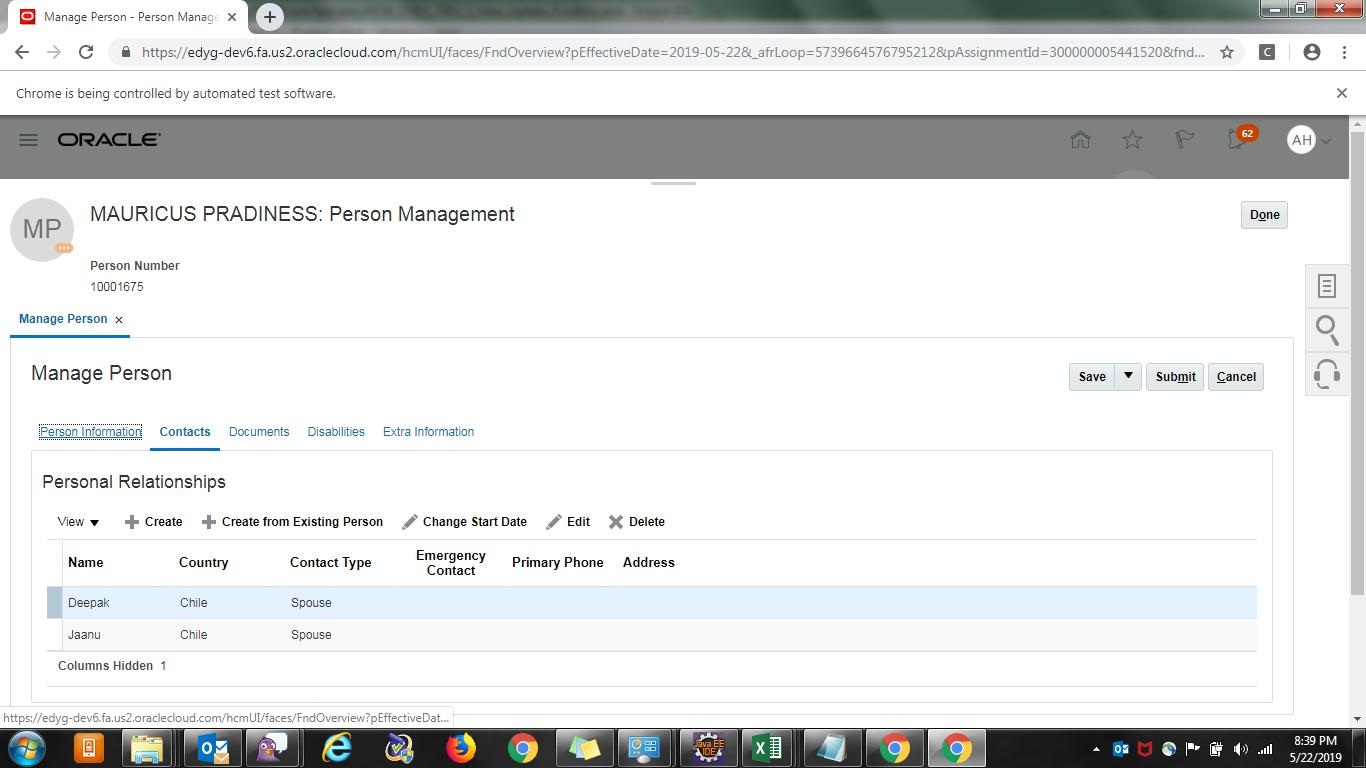 Manage Person - Person Manage
https://edyg-dev6.fa.us2.oraclecloud.com/hcmUI/faces/FndOverview?pEffectiveDate=2019-05-22&_afrLoop=5739664576795212&pAssignmentId=300000005441520&fnd...
C
Chrome is being controlled by automated test software.
ORACLE
62
AH
MP
MAURICUS PRADINESS: Person Management
Done
Person Number
10001675
Manage Person
Manage Person
Save Submit Cancel
Person Information Contacts Documents Disabilities Extra Information
Personal Relationships
View Create Create from Existing Person Change Start Date Edit Delete
Name Country Contact Type Emergency Contact Primary Phone Address
Deepak Chile Spouse
Jaanu Chile Spouse
Columns Hidden 1
https://edyg-dev6.fa.us2.oraclecloud.com/hcmUI/faces/FndOverview?pEffectiveDat...
Java EE
IDE
8:39 PM
5/22/2019